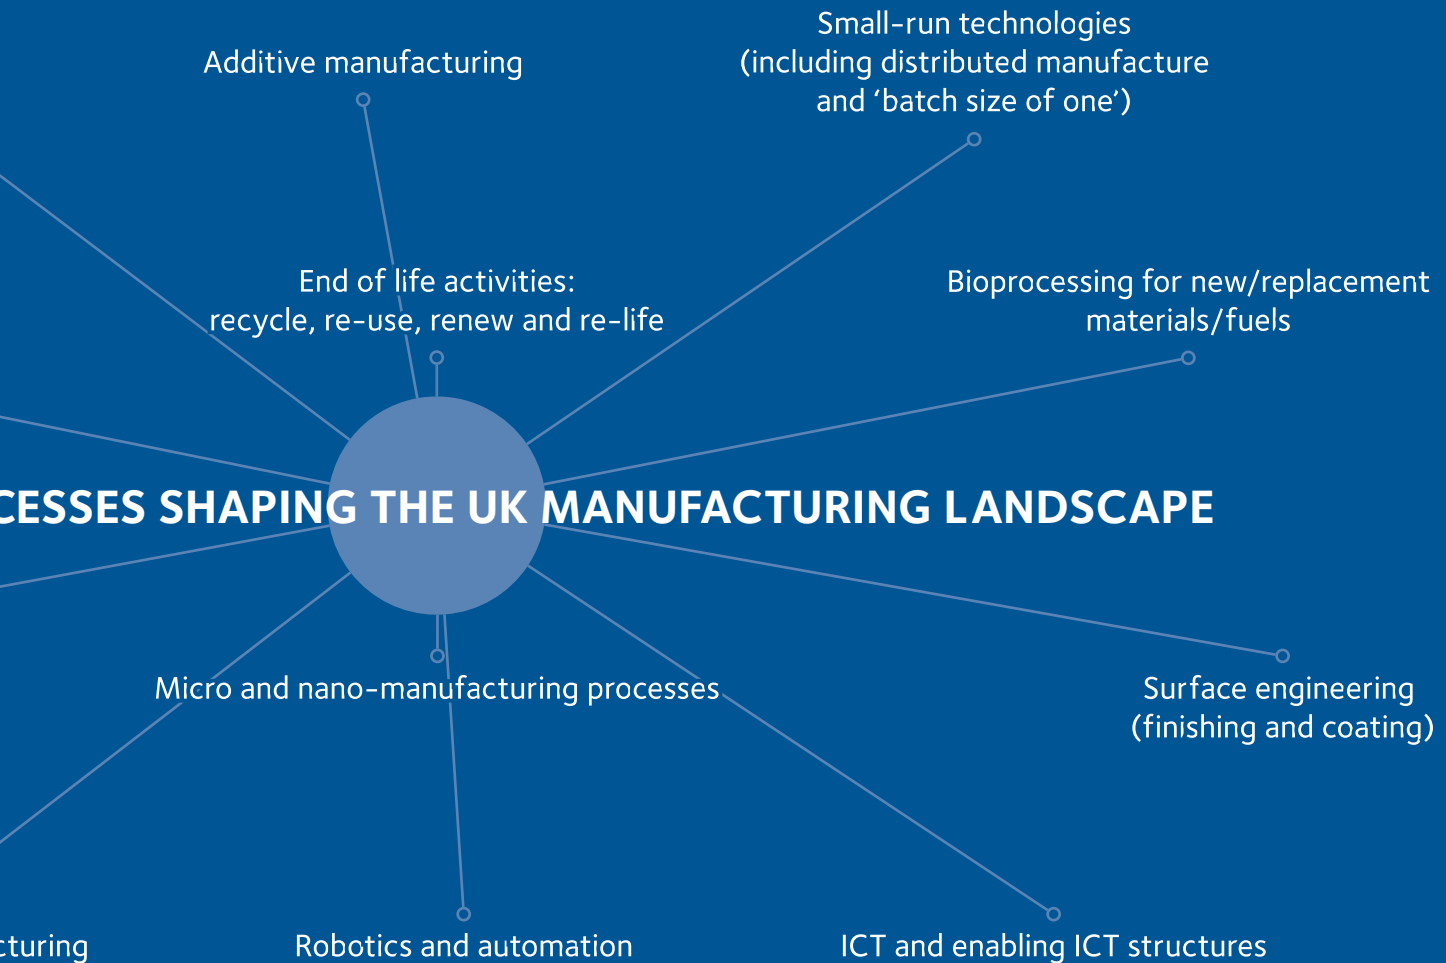 Small-run technologies
(including distributed manufacture
and ‘batch size of one’)
Additive manufacturing
End of life activities:
recycle, re-use, renew and re-life
Bioprocessing for new/replacement
materials/fuels
SHAPING THE UK MANUFACTURING LANDSCAPE
Micro and nano-manufacturing processes
Surface engineering
(finishing and coating)
Robotics and automation
ICT and enabling ICT structures